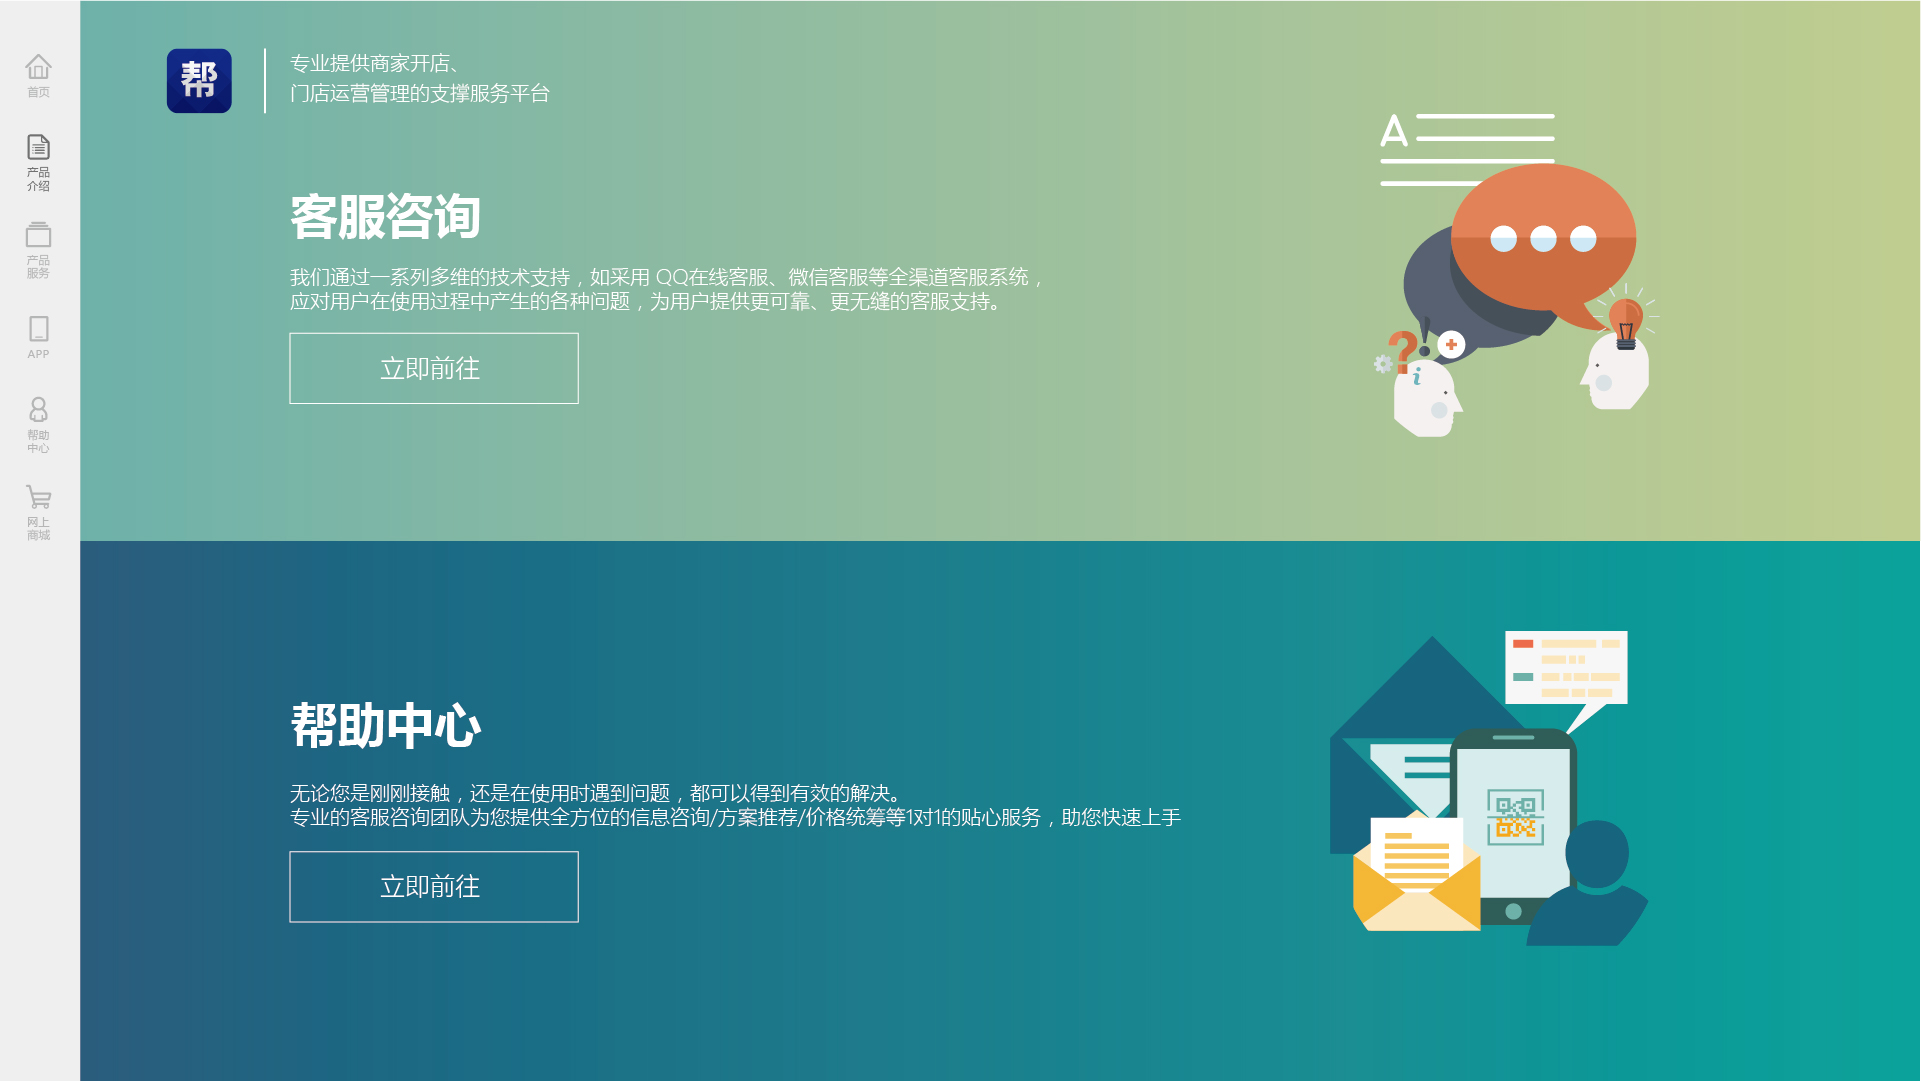 首页
产品
介绍
产品
服务
APP
帮助
中心
网上
商城
帮
专业提供商家开店、
门店运营管理的支撑服务平台
A
客服咨询
我们通过一系列多维的技术支持，如采用 QQ在线客服、微信客服等全渠道客服系统，
应对用户在使用过程中产生的各种问题，为用户提供更可靠、更无缝的客服支持。
立即前往
? ! i
帮助中心
无论您是刚刚接触，还是在使用时遇到问题，都可以得到有效的解决。
专业的客服咨询团队为您提供全方位的信息咨询/方案推荐/价格统筹等1对1的贴心服务，助您快速上手
立即前往